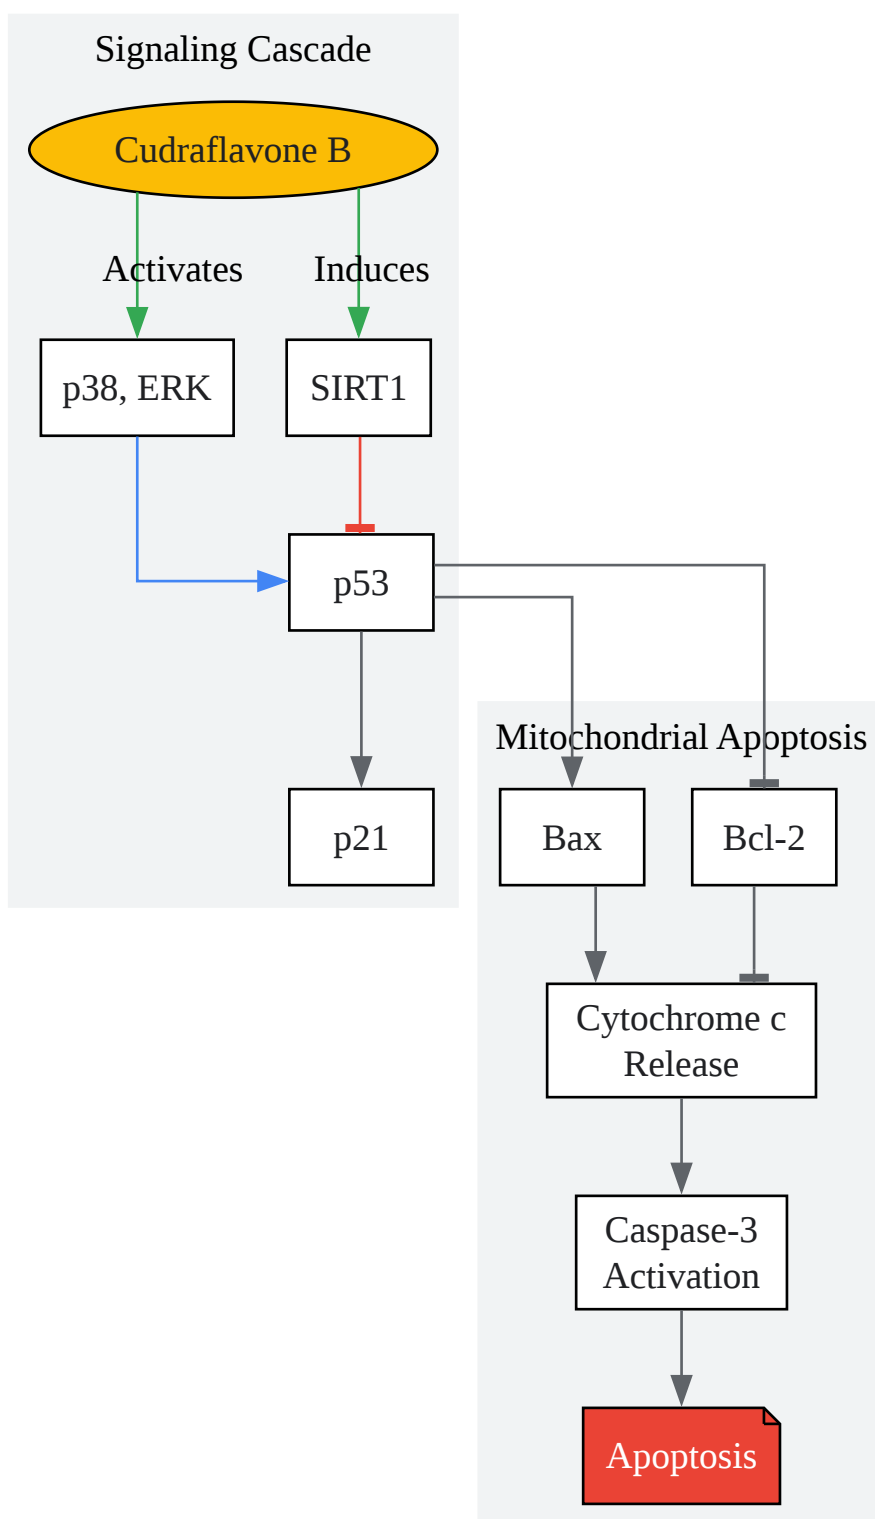 Signaling Cascade
Cudraflavone B
Activates
Induces
p38, ERK
SIRT1
p53
p21
Mitochondrial Apoptosis
Bax
Bcl-2
Cytochrome c
Release
Caspase-3
Activation
Apoptosis